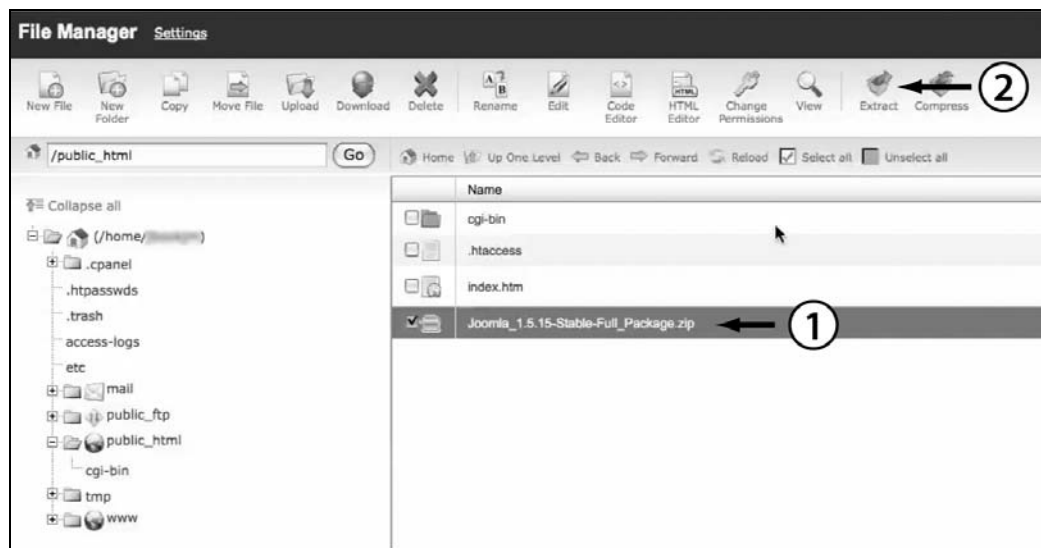 File Manager Settings
New File New Folder Copy Move File Upload Download Delete Rename Edit Code Editor HTML Editor Change Permissions View Extract Compress 2
/public_html Go Home Up One Level Back Forward Reload Select all Unselect all
Name
Collapse all
cgi-bin
(/home/ )
.htaccess
.cpanel
.htpasswds
index.htm
.trash
Joomla_1.5.15-Stable-Full_Package.zip 1
access-logs
etc
mail
public_ftp
public_html
cgi-bin
tmp
www